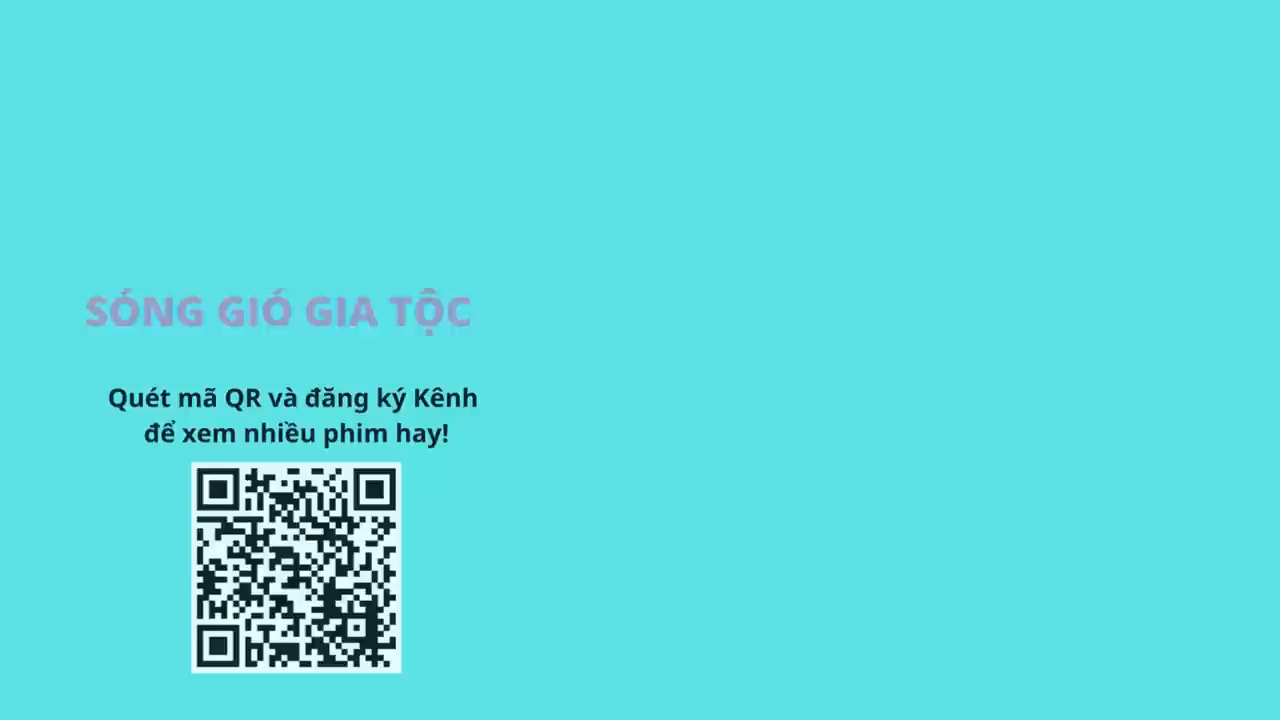 SÓNG GIÓ GIA TỘC
Quét mã QR và đăng ký Kênh
để xem nhiều phim hay!